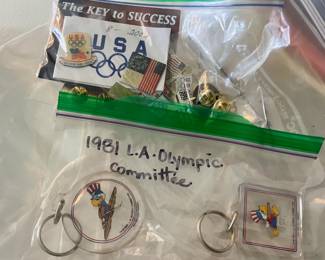 The KEY to SUCCESS
USA
1981 L.A. Olympic
Committee